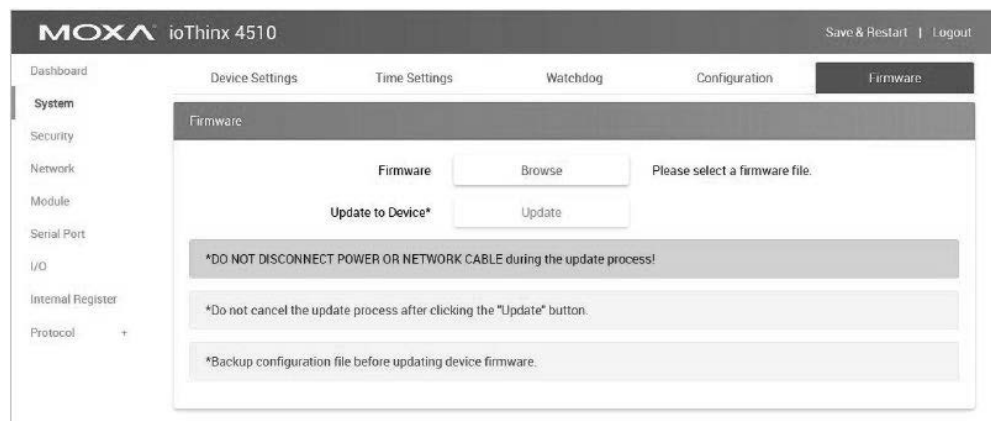 MOXA ioThinx 4510
Save & Restart | Logout
Dashboard
System
Security
Network
Module
Serial Port
I/O
Internal Register
Protocol +
Device Settings Time Settings Watchdog Configuration Firmware
Firmware
Firmware Browse Please select a firmware file.
Update to Device* Update
*DO NOT DISCONNECT POWER OR NETWORK CABLE during the update process!
*Do not cancel the update process after clicking the "Update" button.
*Backup configuration file before updating device firmware.